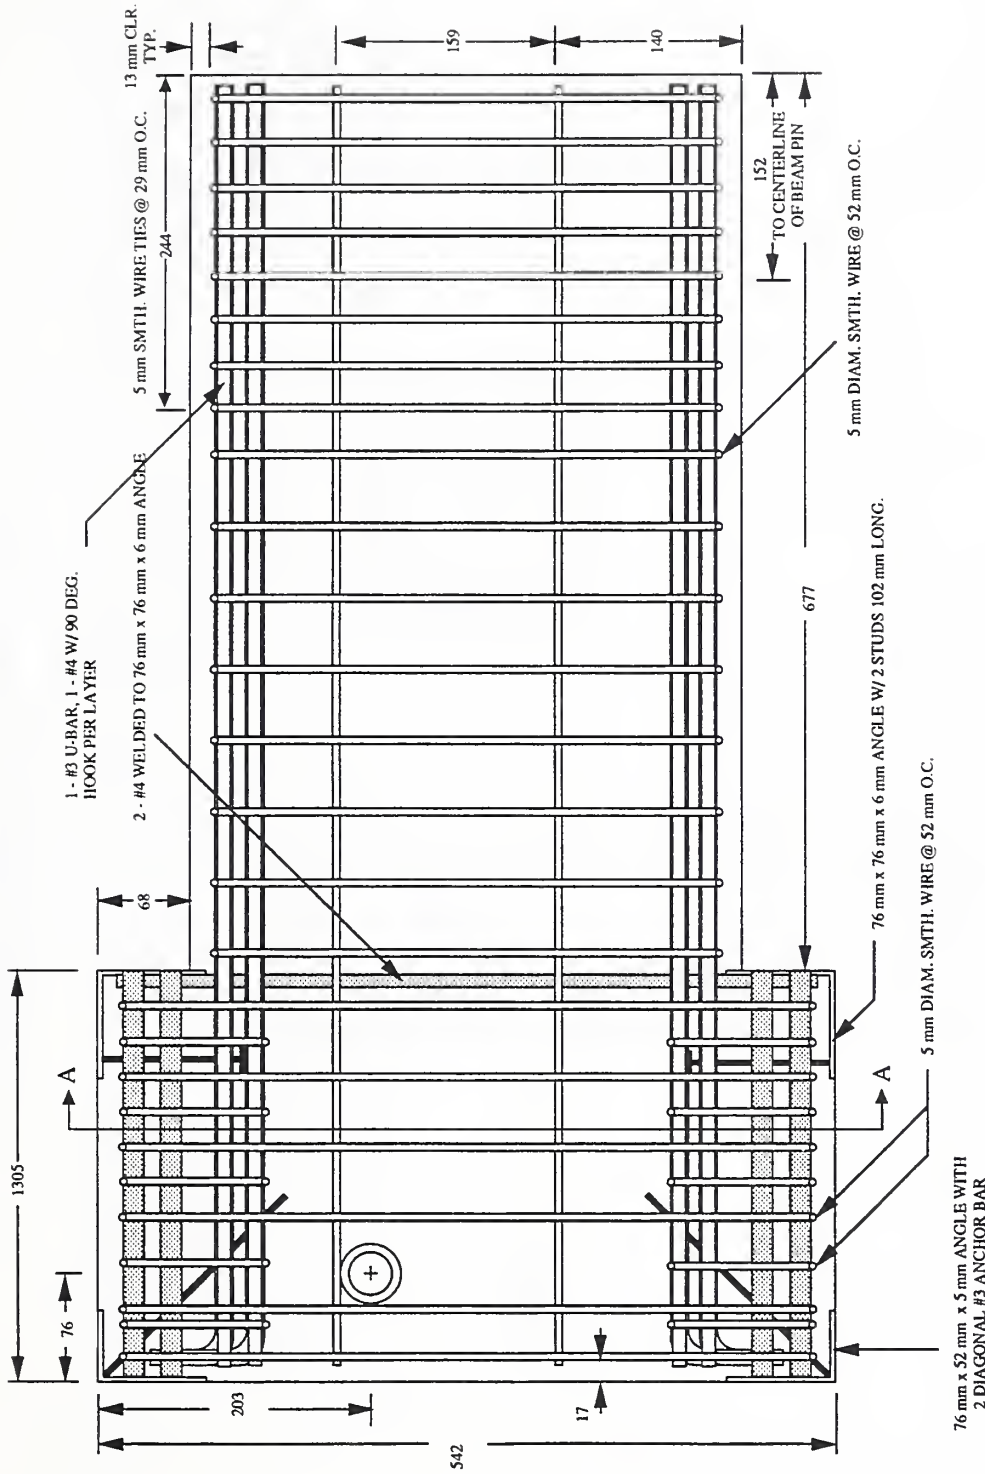 13 mm CLR.
TYP.
5 mm SMTH. WIRE TIES @ 29 mm O.C.
244
159
140
152
TO CENTERLINE
OF BEAM PIN
1 - #3 U-BAR, 1 - #4 W/ 90 DEG.
HOOK PER LAYER
2 - #4 WELDED TO 76 mm x 76 mm x 6 mm ANGLE
5 mm DIAM. SMTH. WIRE @ 52 mm O.C.
677
68
76 mm x 76 mm x 6 mm ANGLE W/ 2 STUDS 102 mm LONG.
5 mm DIAM. SMTH. WIRE @ 52 mm O.C.
1305
A
A
76
203
17
542
76 mm x 52 mm x 5 mm ANGLE WITH
2 DIAGONAL #3 ANCHOR BAR